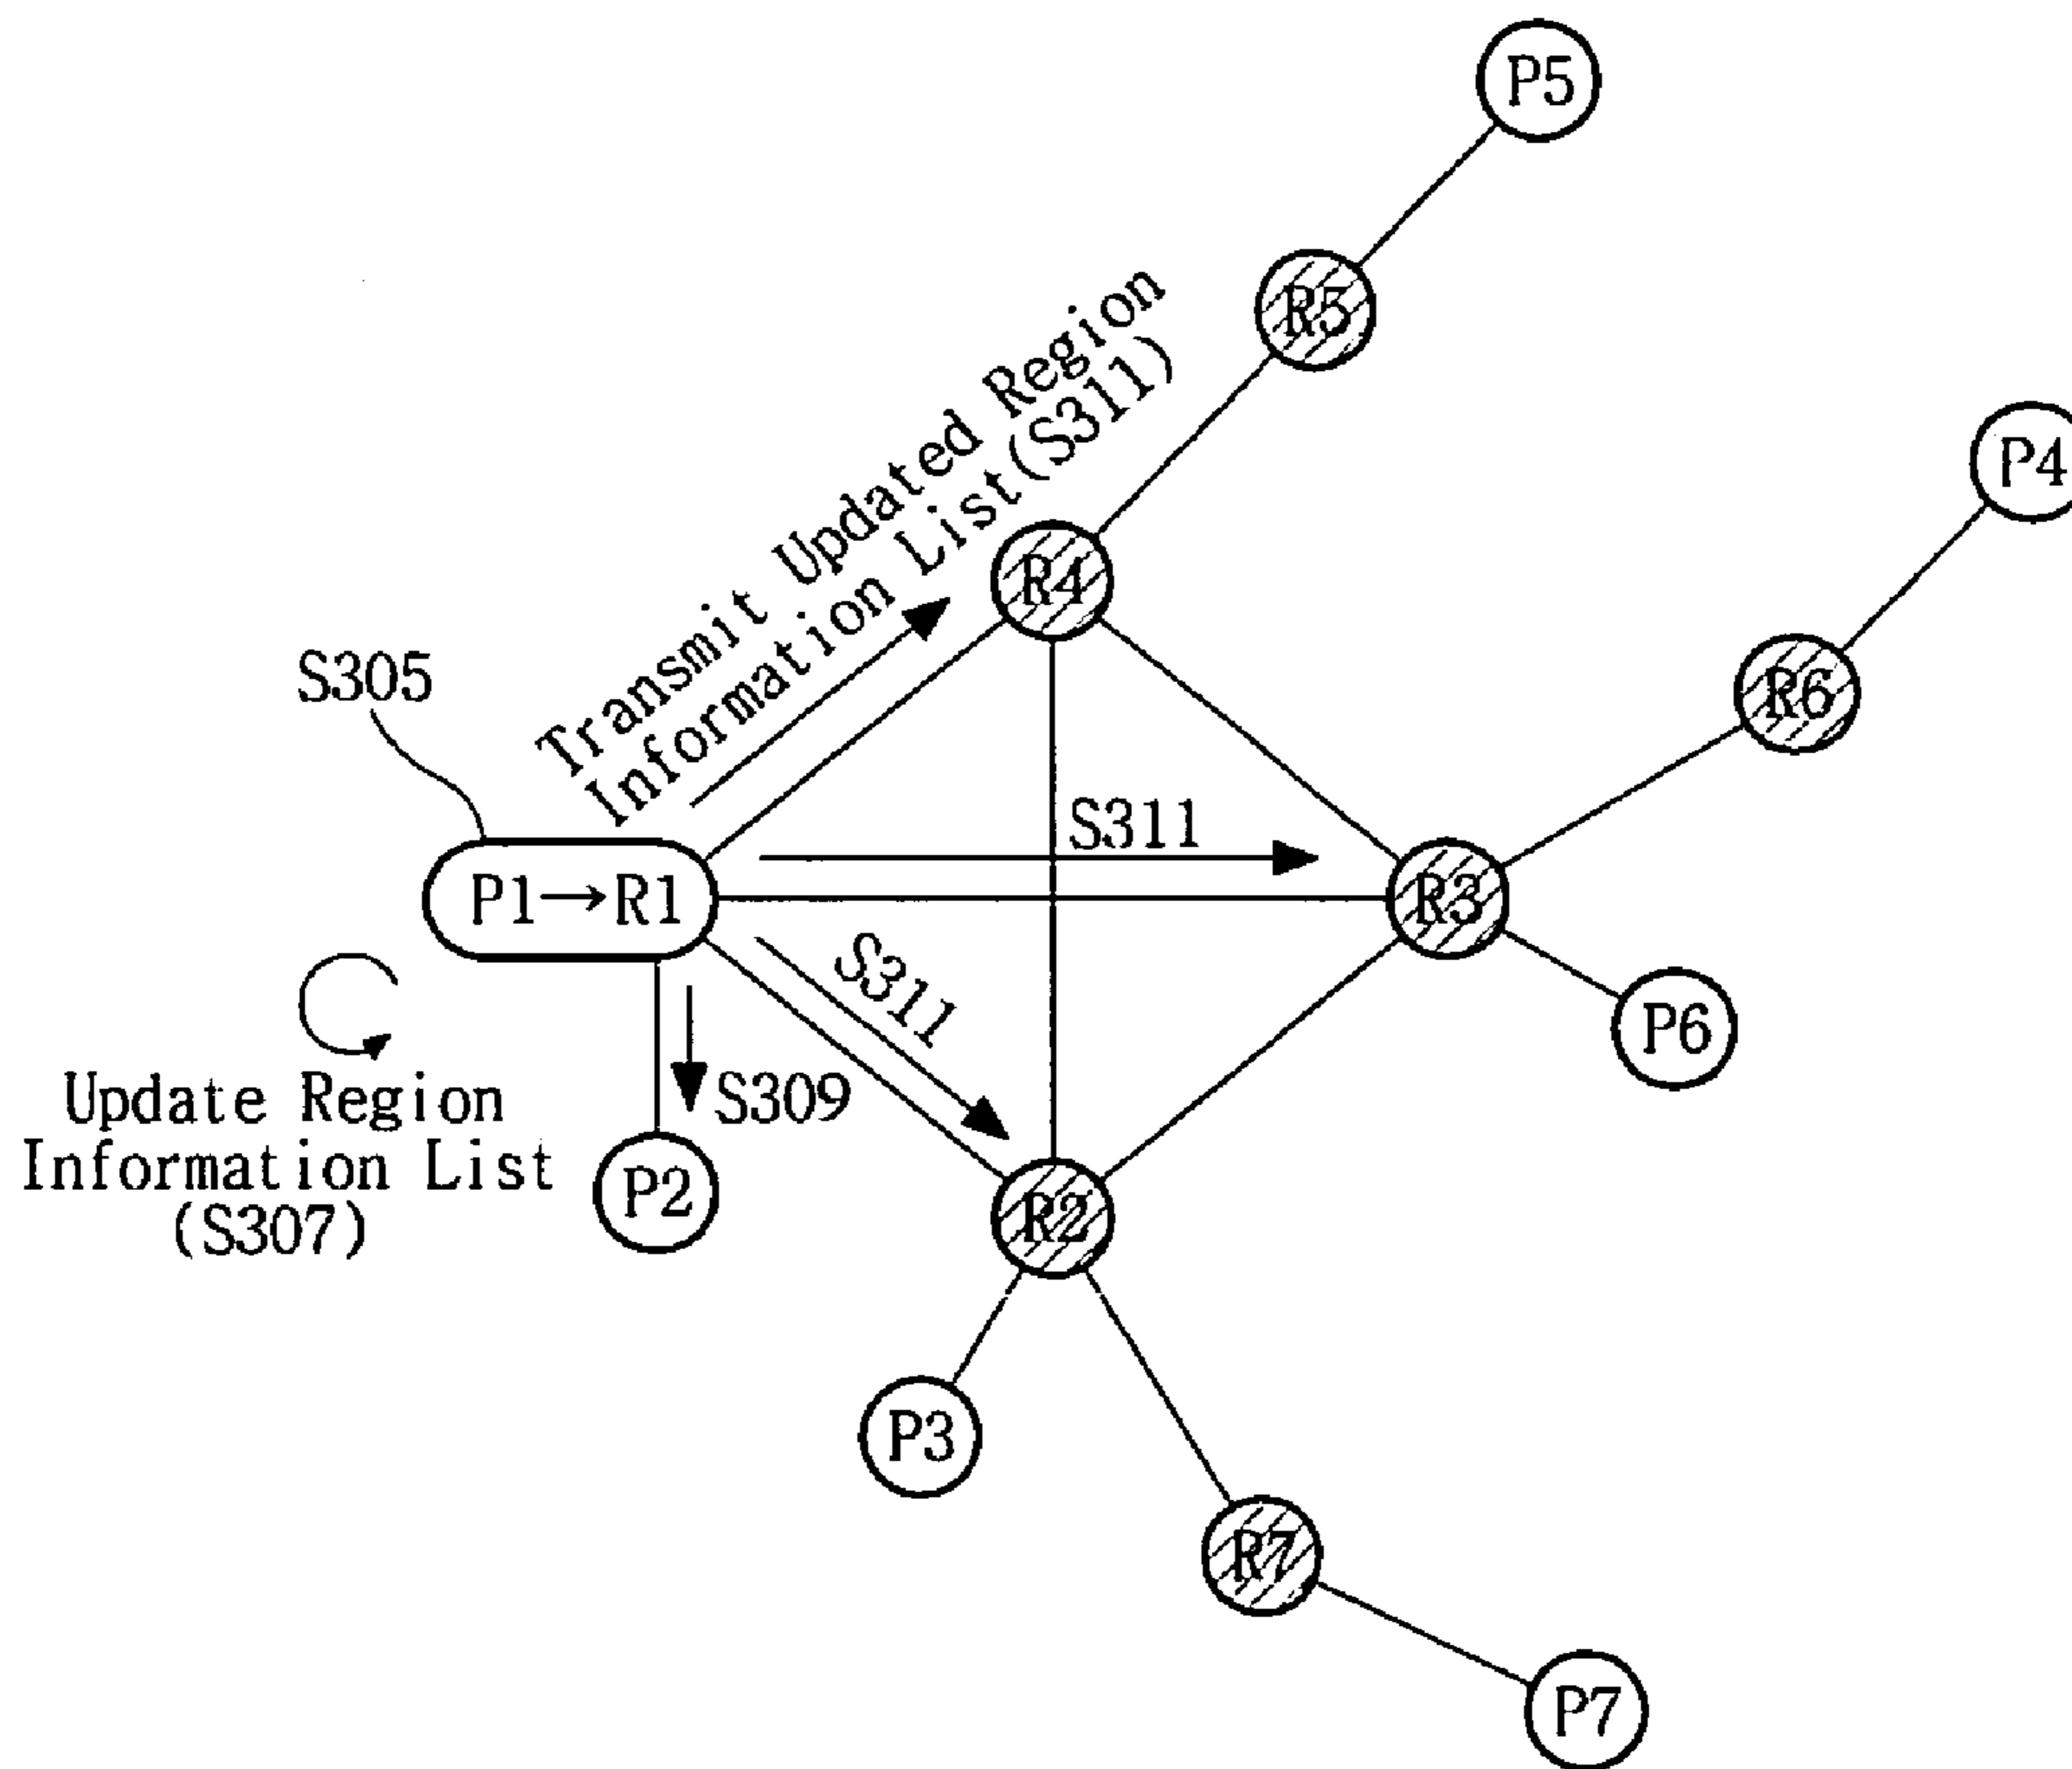 P5
R5
Transmit Updated Region
Information List(S311)
P4
R4
S305
R6
S311
P1→R1
R3
S311
P6
S309
Update Region
Information List
(S307)
P2
R2
P3
R7
P7